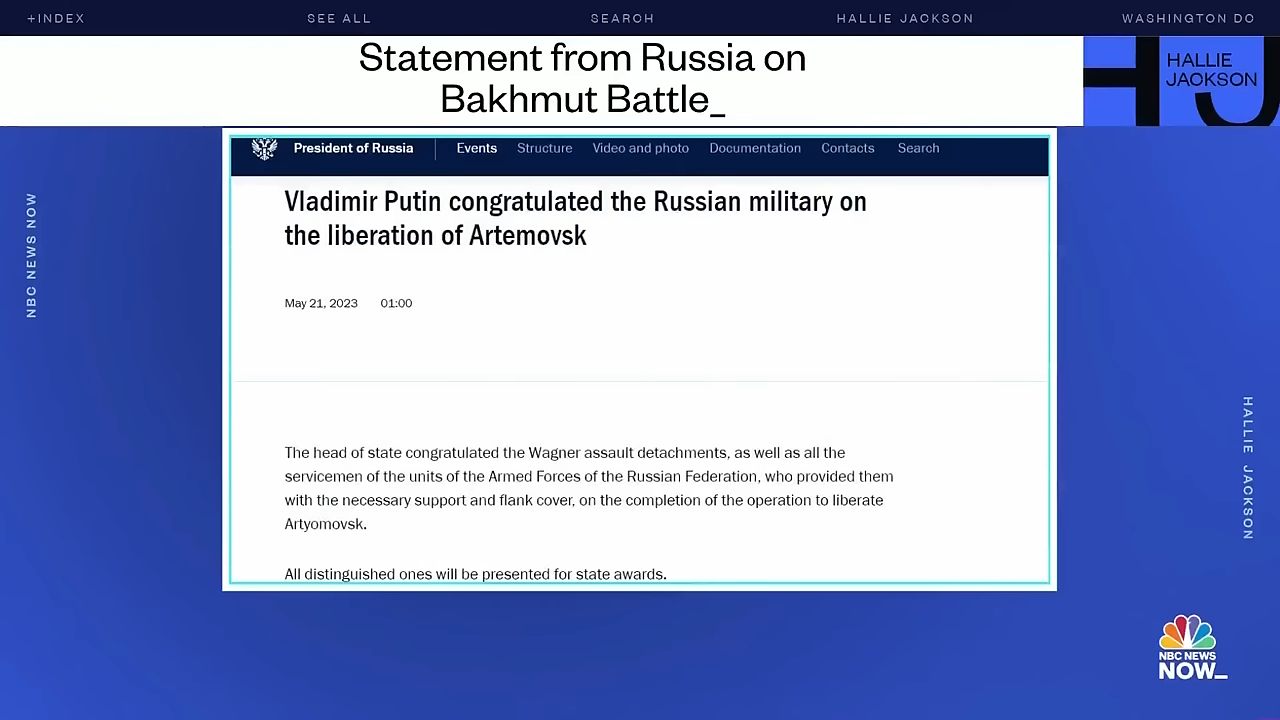 +INDEX
SEE ALL
SEARCH
HALLIE JACKSON
WASHINGTON DO
Statement from Russia on
Bakhmut Battle_
HALLIE
JACKSON
HJ
President of Russia
Events
Structure
Video and photo
Documentation
Contacts
Search
Vladimir Putin congratulated the Russian military on
the liberation of Artemovsk
May 21, 2023 01:00
The head of state congratulated the Wagner assault detachments, as well as all the
servicemen of the units of the Armed Forces of the Russian Federation, who provided them
with the necessary support and flank cover, on the completion of the operation to liberate
Artyomovsk.
All distinguished ones will be presented for state awards.
NBC NEWS NOW
HALLIE JACKSON
NBC NEWS
NOW_